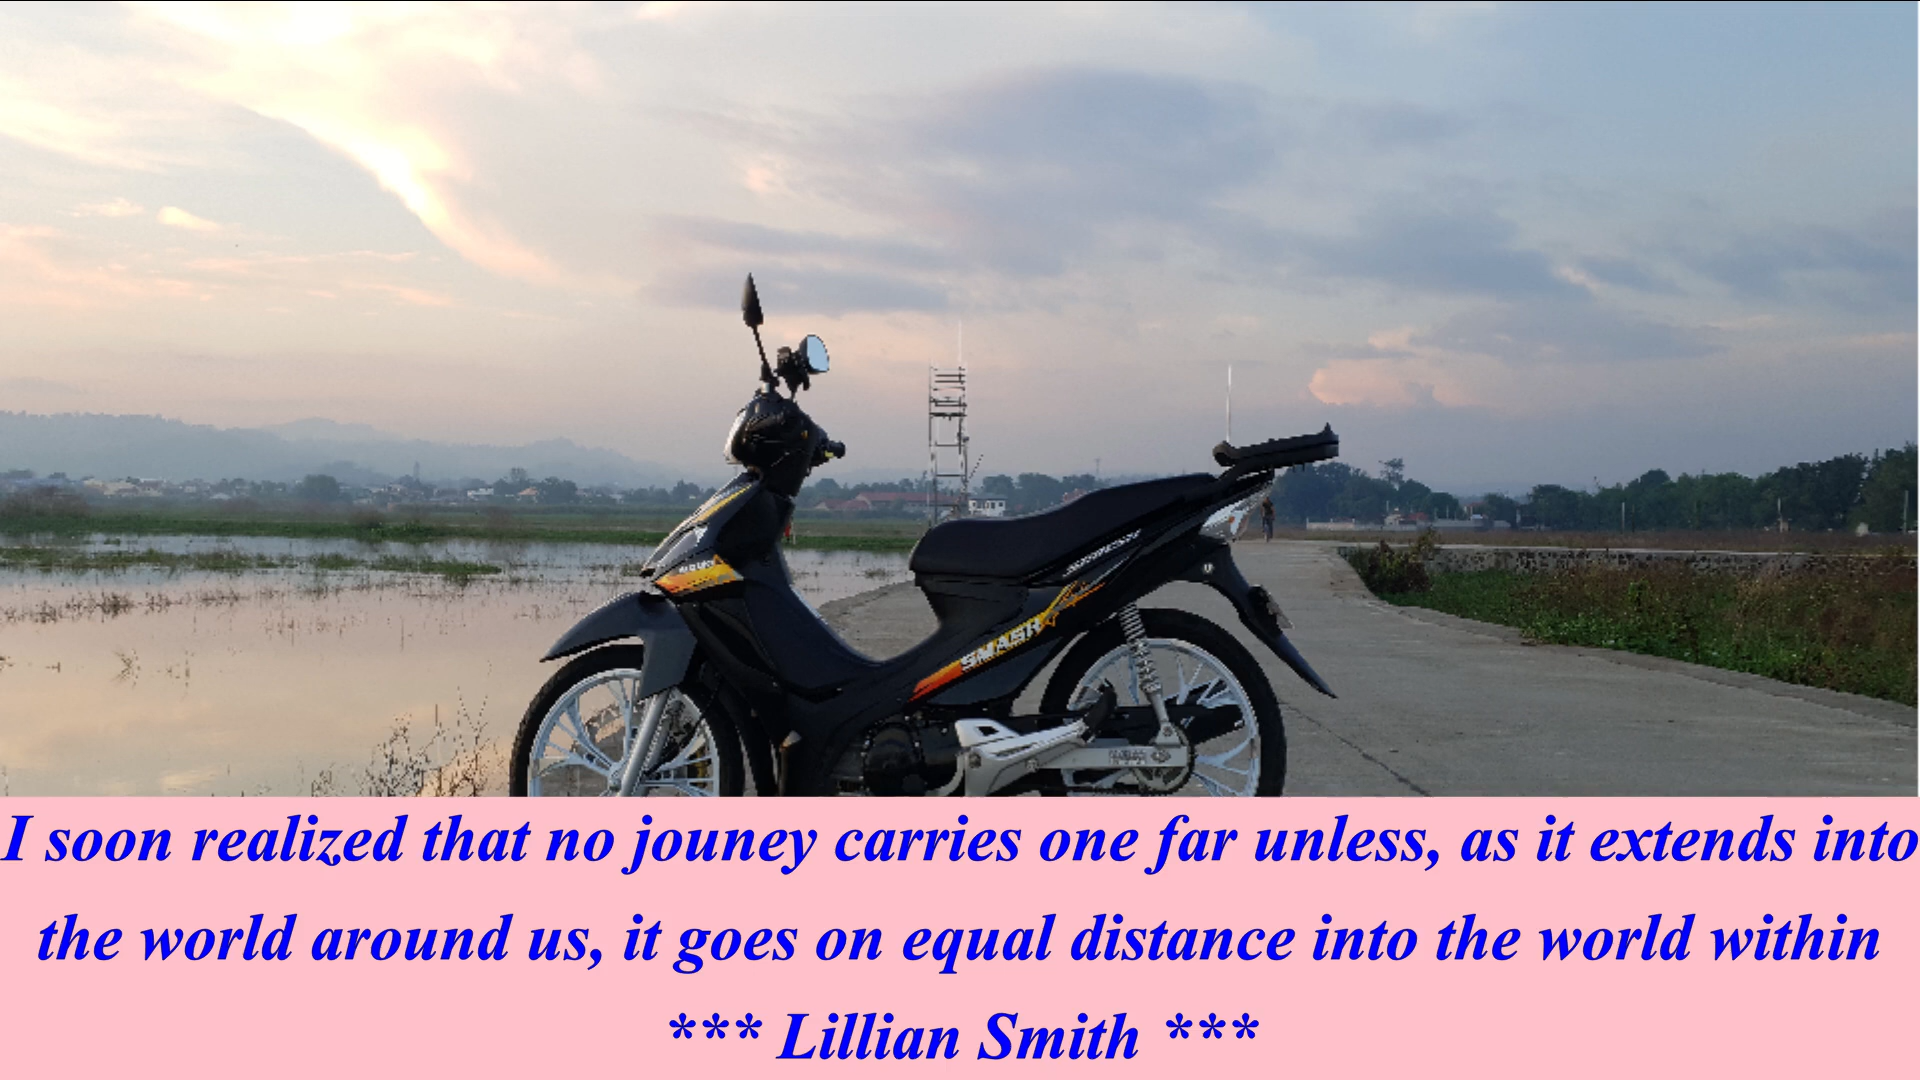 SMASH
I soon realized that no jouney carries one far unless, as it extends into
the world around us, it goes on equal distance into the world within
*** Lillian Smith ***